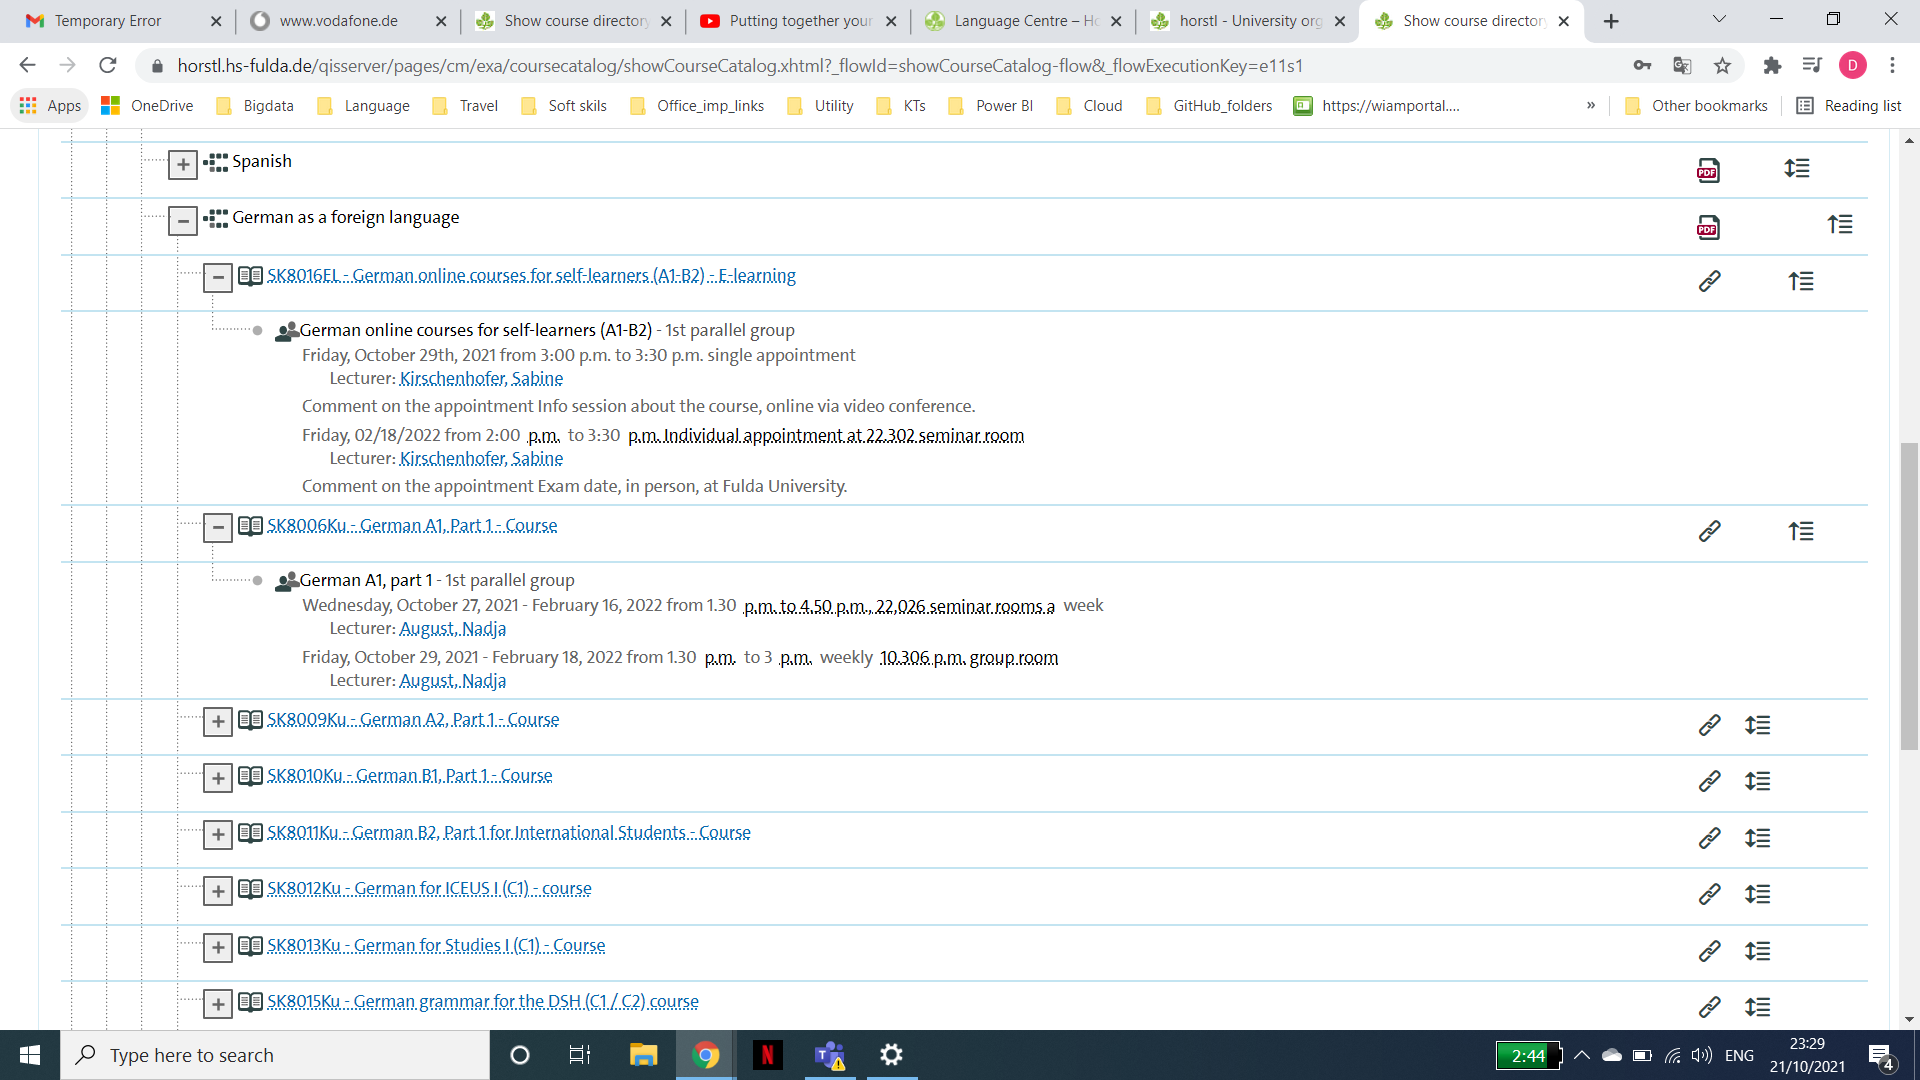 Temporary Error
www.vodafone.de
Show course directory
Putting together your
Language Centre – Ho
horstl - University org
Show course directory
horstl.hs-fulda.de/qisserver/pages/cm/exa/coursecatalog/showCourseCatalog.xhtml?_flowId=showCourseCatalog-flow&_flowExecutionKey=e11s1
D
Apps
OneDrive
Bigdata
Language
Travel
Soft skils
Office_imp_links
Utility
KTs
Power BI
Cloud
GitHub_folders
https://wiamportal....
»
Other bookmarks
Reading list
Spanish
PDF
German as a foreign language
PDF
SK8016EL - German online courses for self-learners (A1-B2) - E-learning
German online courses for self-learners (A1-B2) - 1st parallel group
Friday, October 29th, 2021 from 3:00 p.m. to 3:30 p.m. single appointment
Lecturer: Kirschenhofer, Sabine
Comment on the appointment Info session about the course, online via video conference.
Friday, 02/18/2022 from 2:00 p.m. to 3:30 p.m. Individual appointment at 22.302 seminar room
Lecturer: Kirschenhofer, Sabine
Comment on the appointment Exam date, in person, at Fulda University.
SK8006Ku - German A1, Part 1 - Course
German A1, part 1 - 1st parallel group
Wednesday, October 27, 2021 - February 16, 2022 from 1.30 p.m. to 4.50 p.m., 22.026 seminar rooms a week
Lecturer: August, Nadja
Friday, October 29, 2021 - February 18, 2022 from 1.30 p.m. to 3 p.m. weekly 10.306 p.m. group room
Lecturer: August, Nadja
SK8009Ku - German A2, Part 1 - Course
SK8010Ku - German B1, Part 1 - Course
SK8011Ku - German B2, Part 1 for International Students - Course
SK8012Ku - German for ICEUS I (C1) - course
SK8013Ku - German for Studies I (C1) - Course
SK8015Ku - German grammar for the DSH (C1 / C2) course
Type here to search
N
T
2:44
ENG
23:29
21/10/2021
4